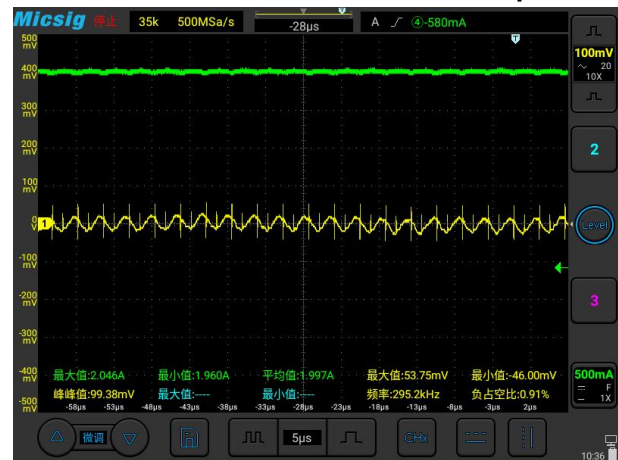 Micsig 停止 35k 500MSa/s -28μs A ④-580mA
T
500 mV
400 mV
300 mV
200 mV
100 mV
0 V
1
-100 mV
-200 mV
-300 mV
-400 mV
-500 mV
100mV
20
10X
2
Level
3
500mA
F
1X
最大值:2.046A 最小值:1.960A 平均值:1.997A 最大值:53.75mV 最小值:-46.00mV
峰峰值:99.38mV 最大值:---- 最小值:---- 频率:295.2kHz 负占空比:0.91%
-58μs -53μs -48μs -43μs -38μs -33μs -28μs -23μs -18μs -13μs -8μs -3μs 2μs
微调 5μs CHx
10:36